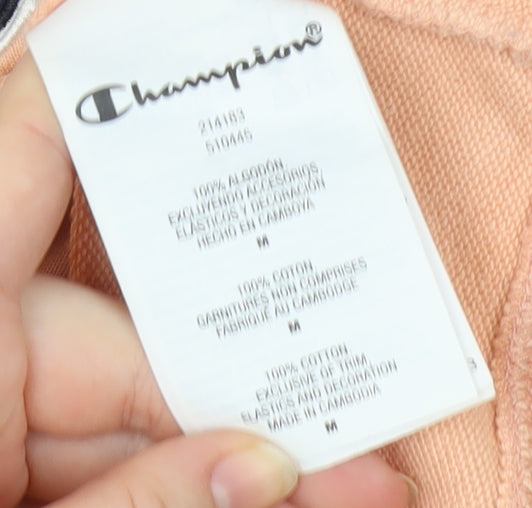 Champion®
214183
510445
100% ALGODÓN
EXCLUYENDO ACCESORIOS
ELÁSTICOS Y DECORACIÓN
HECHO EN CAMBOYA
M
100% COTON
GARNITURES NON COMPRISES
FABRIQUÉ AU CAMBODGE
M
100% COTTON
EXCLUSIVE OF TRIM
ELASTICS AND DECORATION
MADE IN CAMBODIA
M